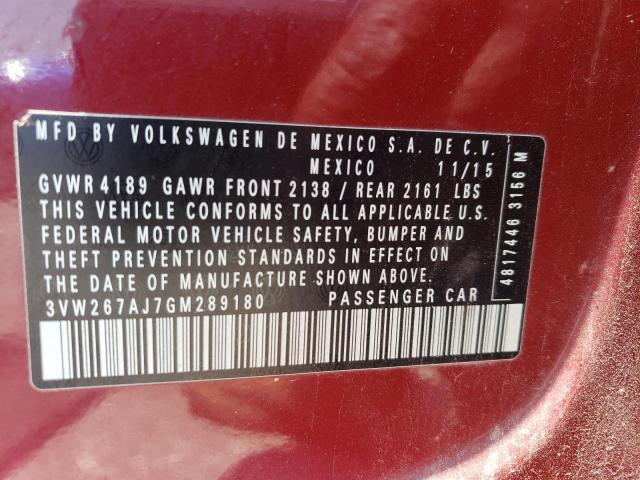 MFD BY VOLKSWAGEN DE MEXICO S.A. DE C.V.
MEXICO 11/15
GVWR 4189 GAWR FRONT 2138 / REAR 2161 LBS
THIS VEHICLE CONFORMS TO ALL APPLICABLE U.S.
FEDERAL MOTOR VEHICLE SAFETY, BUMPER AND
THEFT PREVENTION STANDARDS IN EFFECT ON
THE DATE OF MANUFACTURE SHOWN ABOVE.
3VW267AJ7GM289180 PASSENGER CAR
4817446 3156 M